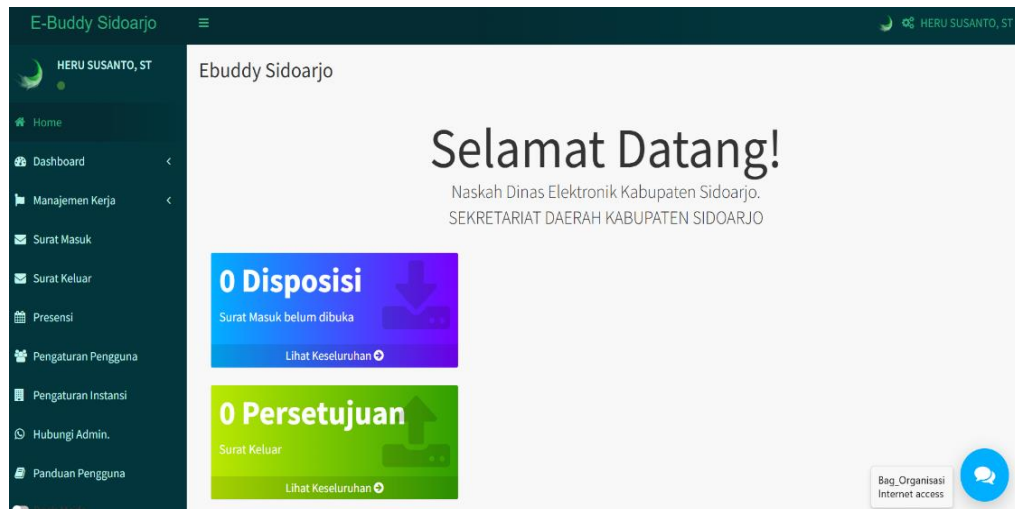 E-Buddy Sidoarjo
HERU SUSANTO, ST
HERU SUSANTO, ST
Home
Dashboard
Manajemen Kerja
Surat Masuk
Surat Keluar
Presensi
Pengaturan Pengguna
Pengaturan Instansi
Hubungi Admin.
Panduan Pengguna
Ebuddy Sidoarjo
Selamat Datang!
Naskah Dinas Elektronik Kabupaten Sidoarjo.
SEKRETARIAT DAERAH KABUPATEN SIDOARJO
0 Disposisi
Surat Masuk belum dibuka
Lihat Keseluruhan
0 Persetujuan
Surat Keluar
Lihat Keseluruhan
Bag_Organisasi
Internet access